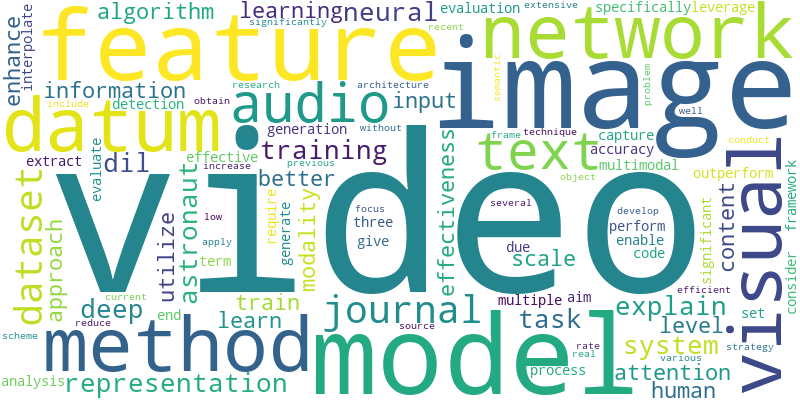 algorithm
learning
neural
evaluation
extensive
specifically
leverage
significantly
recent
enhance
interpolate
feature
network
information
detection
research
architecture
semantic
problem
include
obtain
audio
input
image
well
datum
generation
without
frame
technique
capture
conduct
extract
dil
effective
training
previous
text
accuracy
multimodal
evaluate
increase
better
object
outperform
video
visual
dataset
approach
utilize
astronaut
low
apply
term
require
generate
modality
focus
three
give
effectiveness
several
due
scale
develop
perform
enable
code
significant
content
consider
framework
current
reduce
deep
train
learn
end
journal
source
multiple
aim
task
explain
level
set
efficient
scheme
method
model
rate
real
process
system
various
strategy
attention
human
analysis
representation